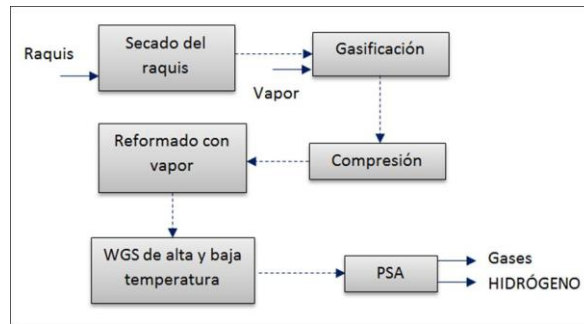 Raquis
Secado del
raquis
Vapor
Gasificación
Compresión
Reformado con
vapor
WGS de alta y baja
temperatura
PSA
Gases
HIDRÓGENO